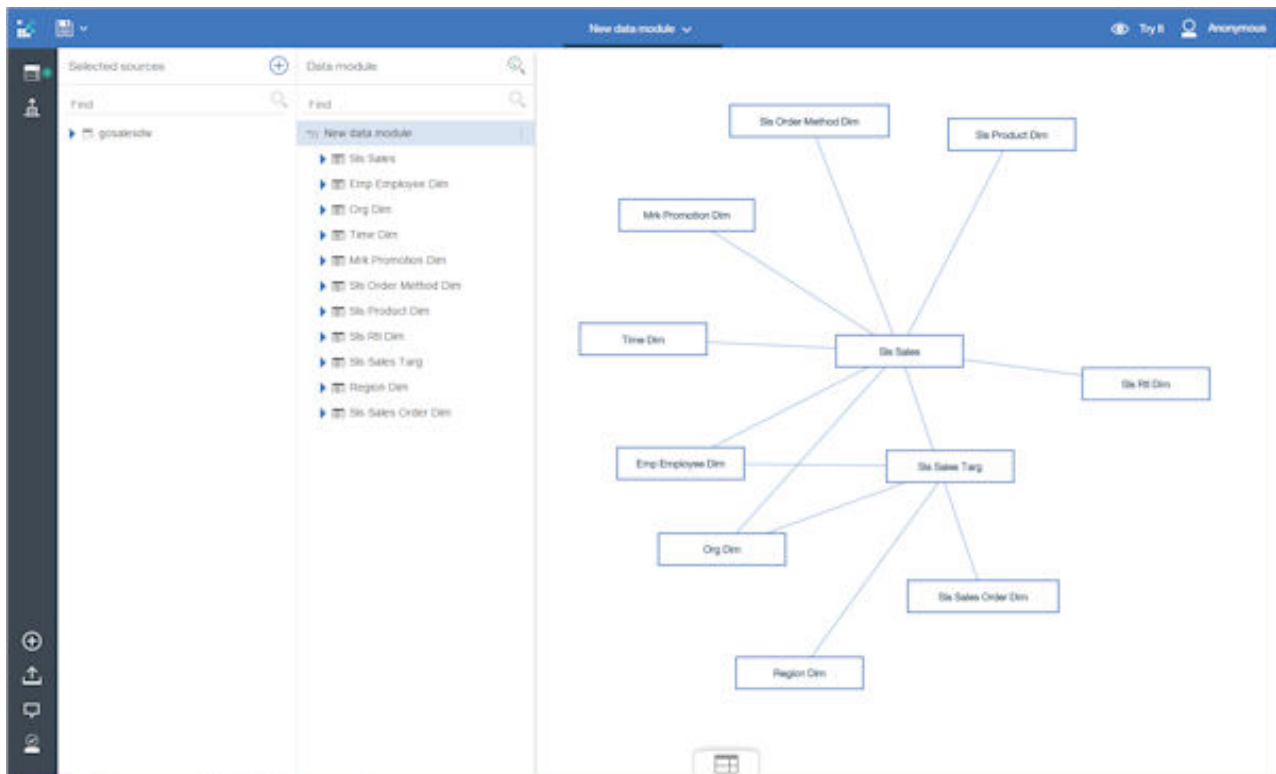 New data module
Try It
Anonymous
Selected sources
Data module
Find
Find
gosalesdw
New data module
Sls Sales
Emp Employee Dim
Org Dim
Time Dim
Mrk Promotion Dim
Sls Order Method Dim
Sls Product Dim
Sls Rtl Dim
Sls Sales Targ
Region Dim
Sls Sales Order Dim
Sls Order Method Dim
Sls Product Dim
Mrk Promotion Dim
Time Dim
Sls Sales
Sls Rtl Dim
Emp Employee Dim
Sls Sales Targ
Org Dim
Sls Sales Order Dim
Region Dim